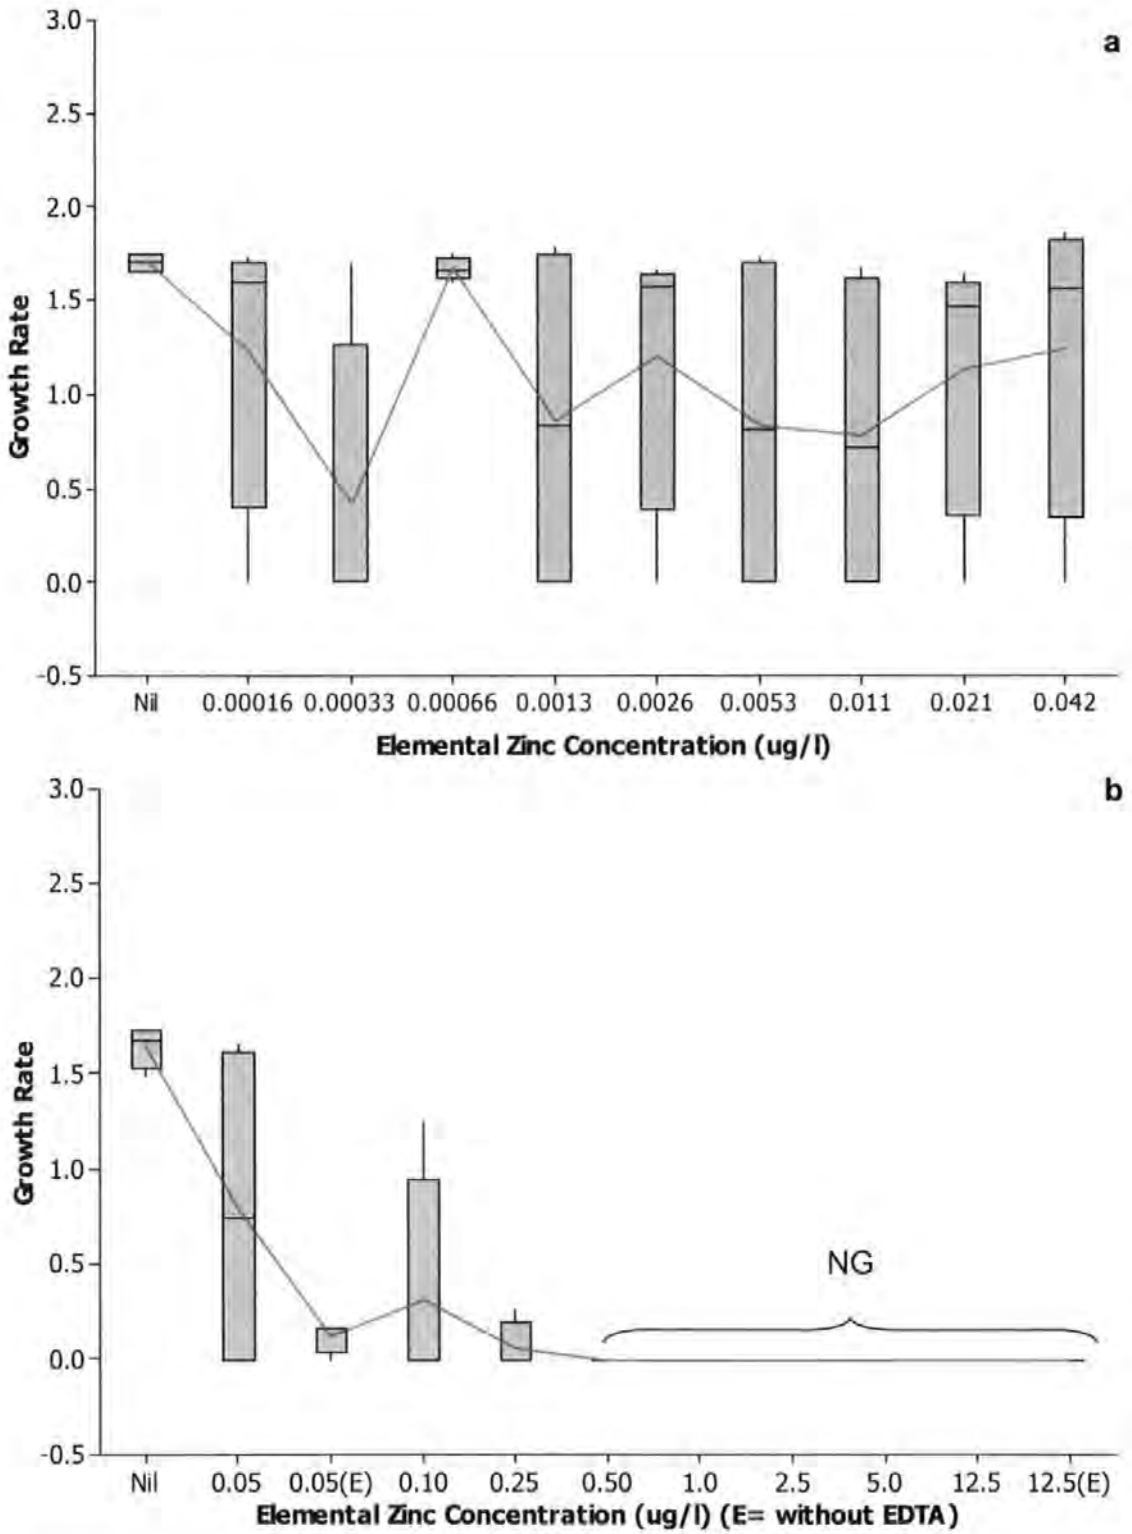 a
3.0
2.5
2.0
1.5
1.0
0.5
0.0
-0.5
Growth Rate
Nil 0.00016 0.00033 0.00066 0.0013 0.0026 0.0053 0.011 0.021 0.042
Elemental Zinc Concentration (ug/l)
b
3.0
2.5
2.0
1.5
1.0
0.5
0.0
-0.5
Growth Rate
NG
Nil 0.05 0.05(E) 0.10 0.25 0.50 1.0 2.5 5.0 12.5 12.5(E)
Elemental Zinc Concentration (ug/l) (E= without EDTA)